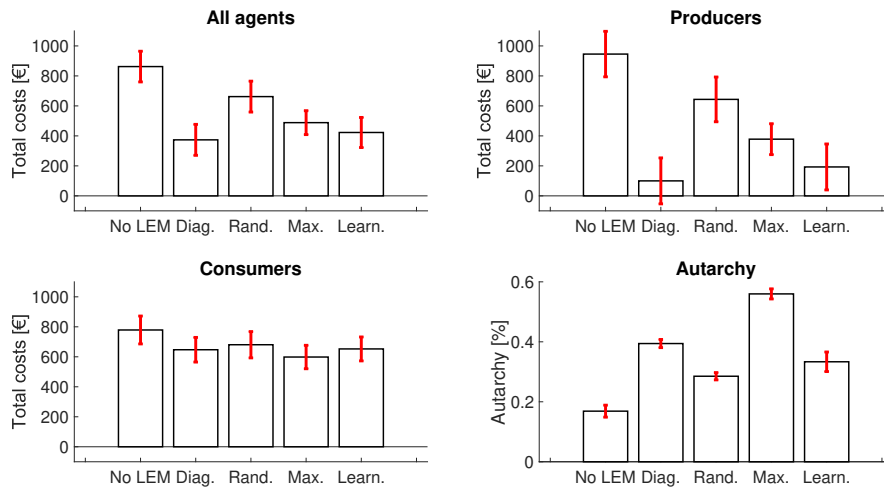 All agents
Total costs [€]
1000
800
600
400
200
0
No LEM Diag. Rand. Max. Learn.
Producers
Total costs [€]
1000
800
600
400
200
0
No LEM Diag. Rand. Max. Learn.
Consumers
Total costs [€]
1000
800
600
400
200
0
No LEM Diag. Rand. Max. Learn.
Autarchy
Autarchy [%]
0.6
0.4
0.2
0
No LEM Diag. Rand. Max. Learn.